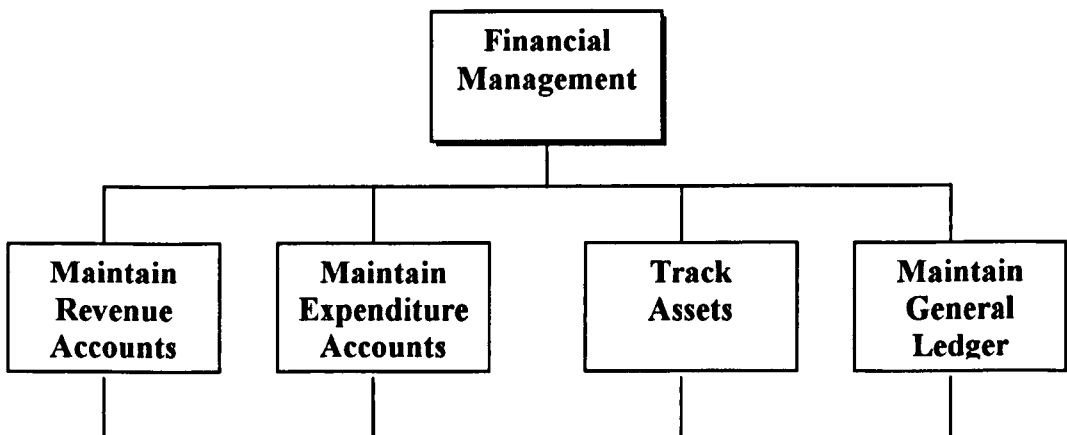 Financial
Management
Maintain
Revenue
Accounts
Maintain
Expenditure
Accounts
Track
Assets
Maintain
General
Ledger